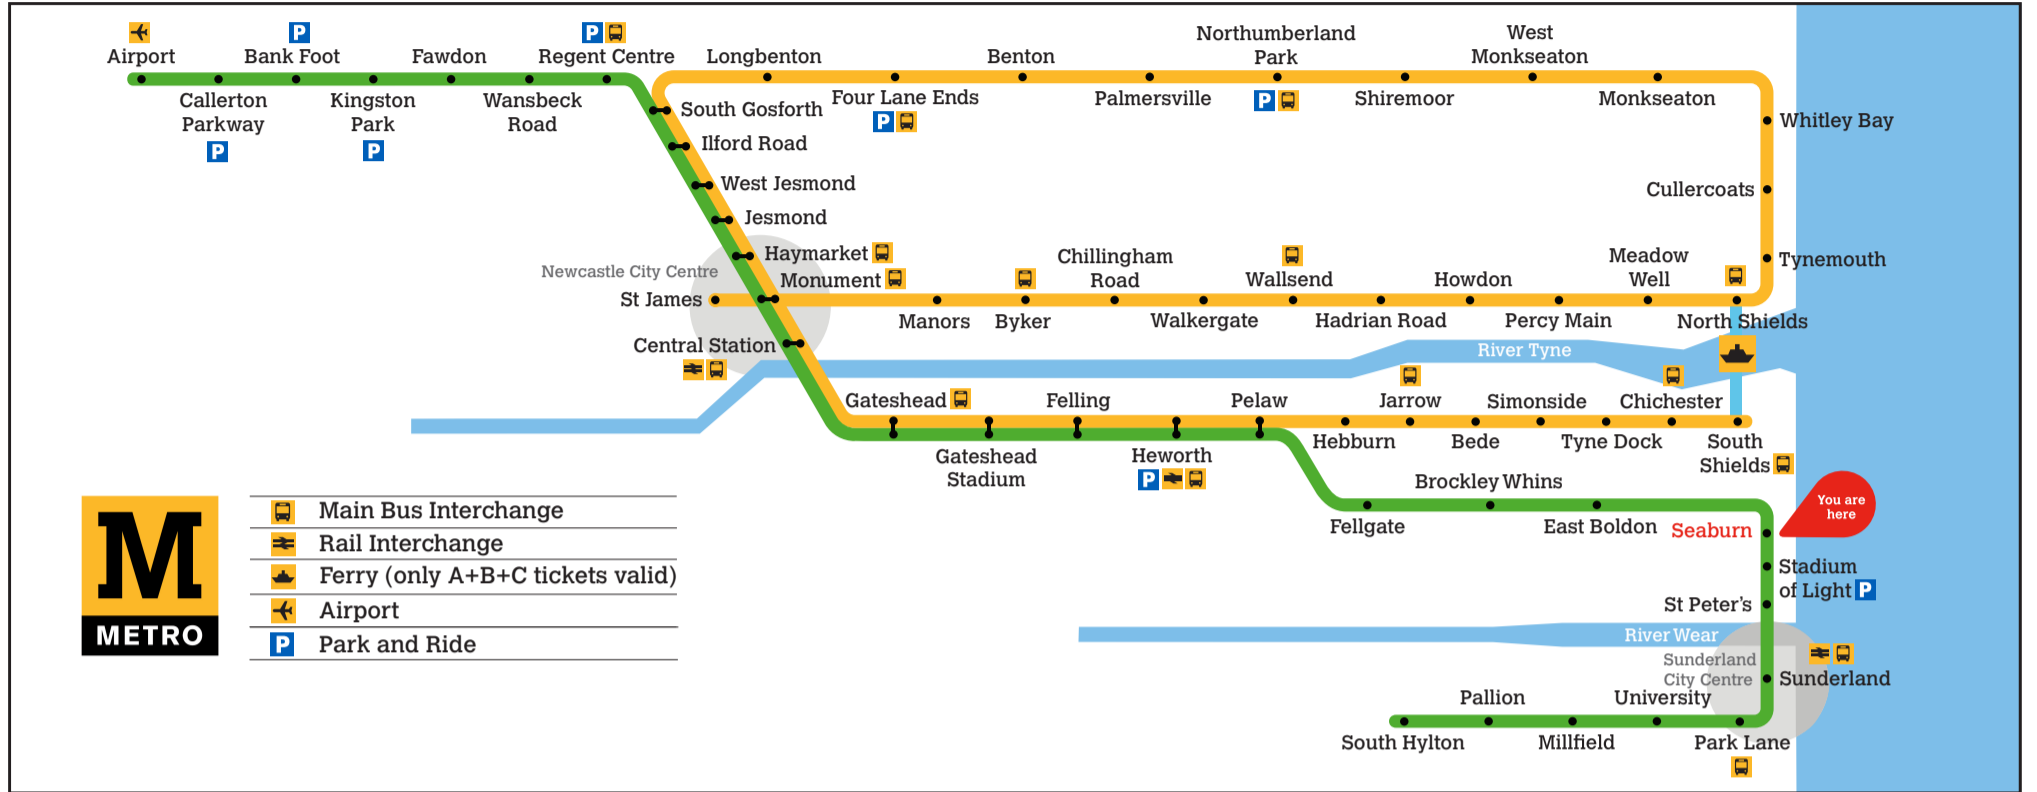 Airport
Callerton
Parkway
P
P
Bank Foot
Kingston
Park
P
Fawdon
Wansbeck
Road
P
Regent Centre
Longbenton
Four Lane Ends
P
Benton
Palmersville
Northumberland
Park
P
Shiremoor
West
Monkseaton
Monkseaton
Whitley Bay
Cullercoats
Tynemouth
South Gosforth
Ilford Road
West Jesmond
Jesmond
Haymarket
Newcastle City Centre
Monument
St James
Manors
Byker
Chillingham
Road
Walkergate
Wallsend
Hadrian Road
Howdon
Percy Main
Meadow
Well
North Shields
Central Station
River Tyne
Gateshead
Gateshead
Stadium
Felling
Heworth
P
Pelaw
Hebburn
Jarrow
Bede
Simonside
Tyne Dock
Chichester
South
Shields
Fellgate
Brockley Whins
East Boldon
Seaburn
You are
here
Stadium
of Light P
St Peter's
River Wear
Sunderland
City Centre
Sunderland
Park Lane
University
Millfield
Pallion
South Hylton
M
METRO
Main Bus Interchange
Rail Interchange
Ferry (only A+B+C tickets valid)
Airport
P Park and Ride